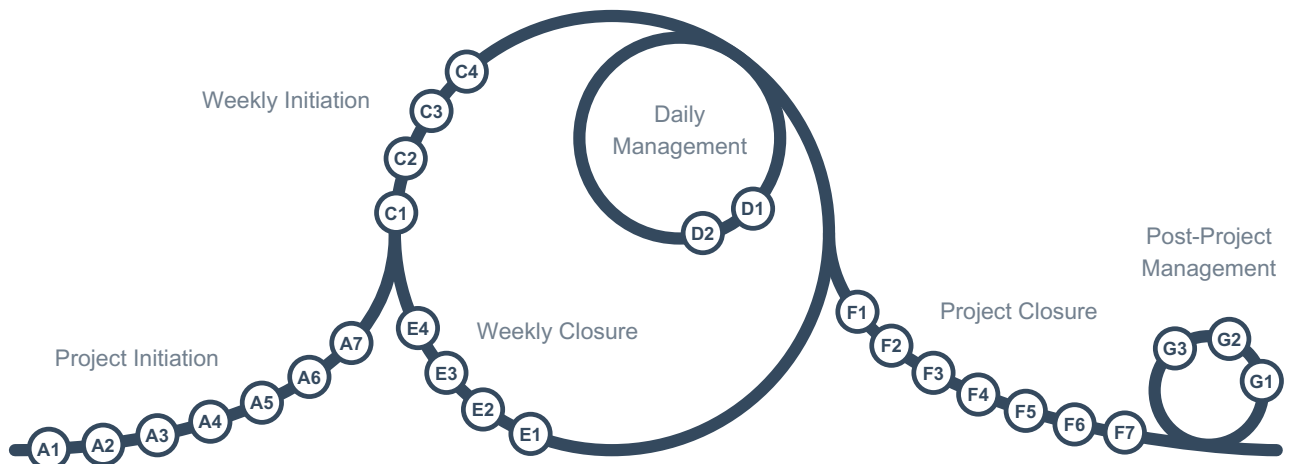 Project Initiation
A1
A2
A3
A4
A5
A6
A7
Weekly Initiation
C1
C2
C3
C4
Daily
Management
D1
D2
Weekly Closure
E1
E2
E3
E4
Project Closure
F1
F2
F3
F4
F5
F6
F7
Post-Project
Management
G1
G2
G3